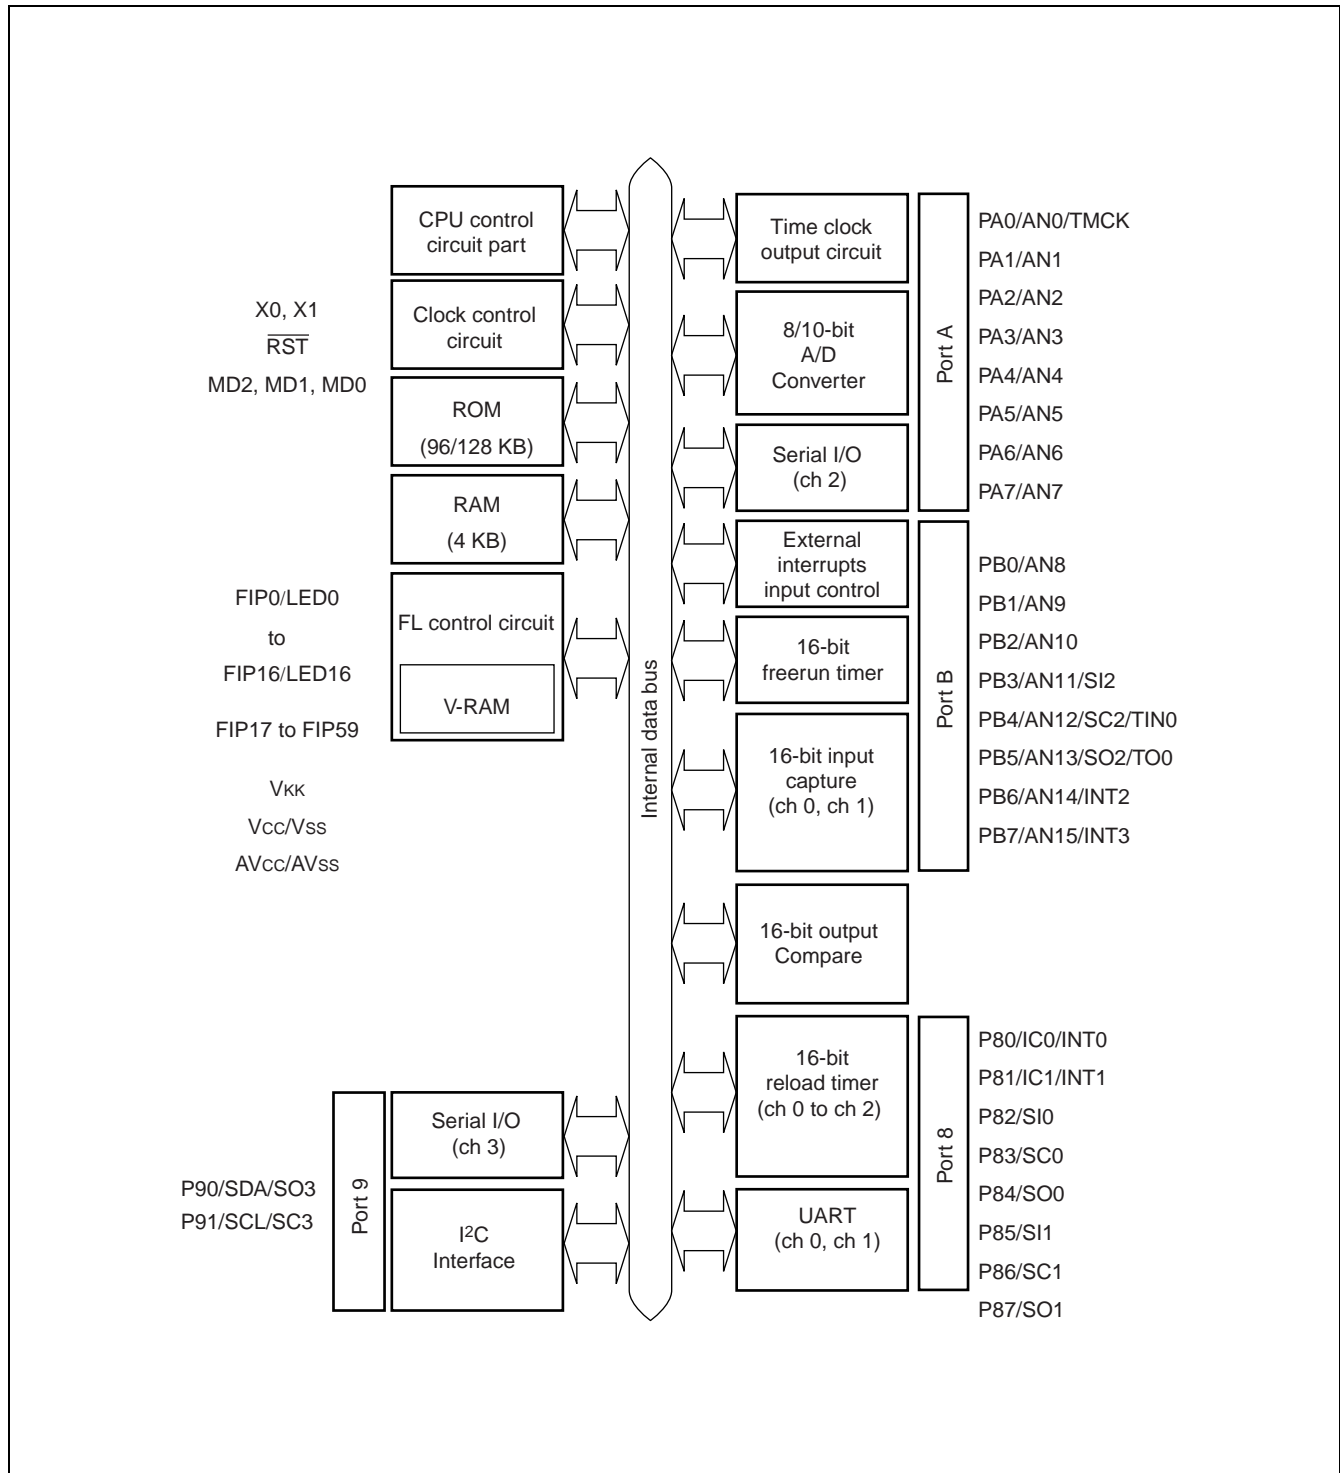 CPU control
circuit part
X0, X1
RST
MD2, MD1, MD0
Clock control
circuit
ROM
(96/128 KB)
RAM
(4 KB)
FIP0/LED0
to
FIP16/LED16
FIP17 to FIP59
FL control circuit
V-RAM
VKK
VCC/VSS
AVCC/AVSS
Port 9
P90/SDA/SO3
P91/SCL/SC3
Serial I/O
(ch 3)
I²C
Interface
Internal data bus
Time clock
output circuit
8/10-bit
A/D
Converter
Serial I/O
(ch 2)
External
interrupts
input control
16-bit
freerun timer
16-bit input
capture
(ch 0, ch 1)
16-bit output
Compare
16-bit
reload timer
(ch 0 to ch 2)
UART
(ch 0, ch 1)
Port A
PA0/AN0/TMCK
PA1/AN1
PA2/AN2
PA3/AN3
PA4/AN4
PA5/AN5
PA6/AN6
PA7/AN7
Port B
PB0/AN8
PB1/AN9
PB2/AN10
PB3/AN11/SI2
PB4/AN12/SC2/TIN0
PB5/AN13/SO2/TO0
PB6/AN14/INT2
PB7/AN15/INT3
Port 8
P80/IC0/INT0
P81/IC1/INT1
P82/SI0
P83/SC0
P84/SO0
P85/SI1
P86/SC1
P87/SO1